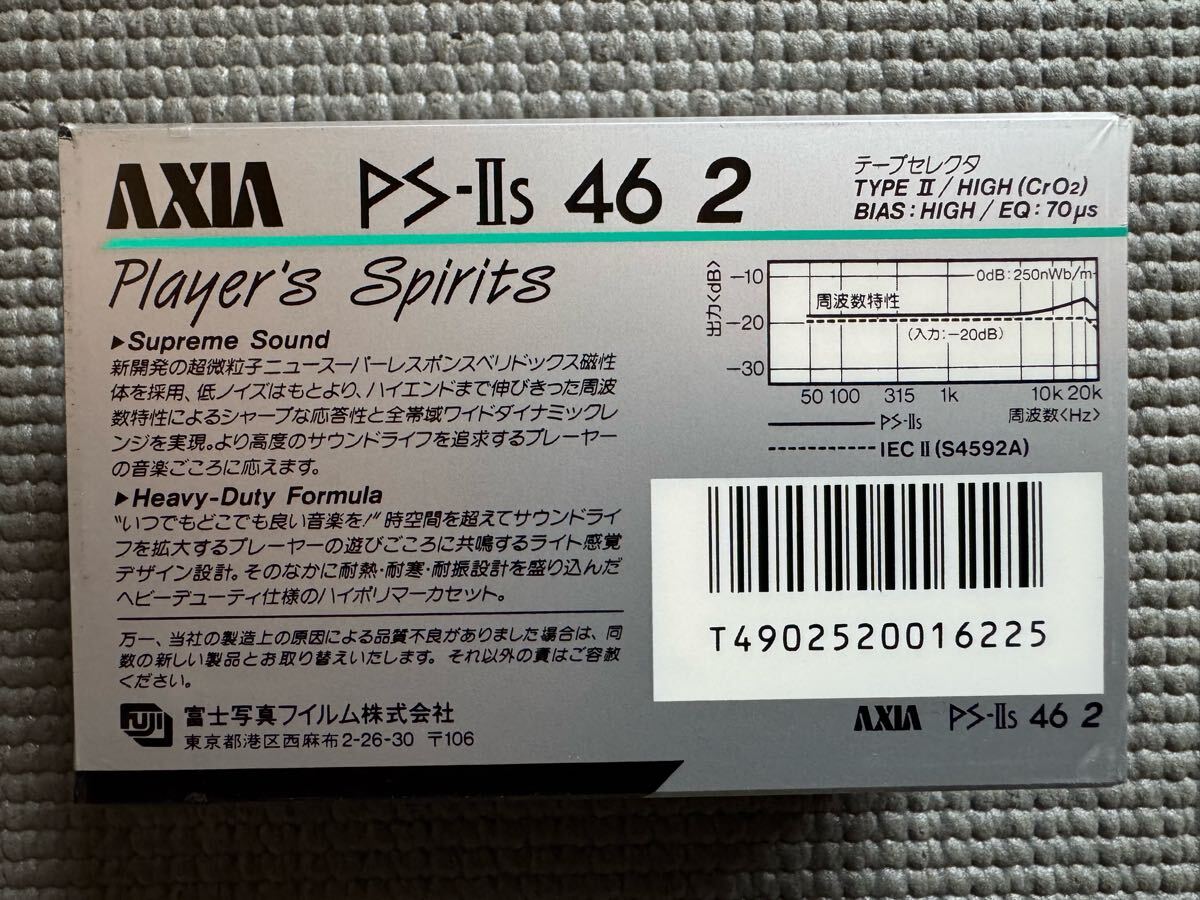 AXIA PS-IIs 46 2
テープセレクタ
TYPE II / HIGH (CrO2)
BIAS : HIGH / EQ : 70μs
Player's Spirits
▶Supreme Sound
新開発の超微粒子ニュースーパーレスポンスベリドックス磁性
体を採用、低ノイズはもとより、ハイエンドまで伸びきった周波
数特性によるシャープな応答性と全帯域ワイドダイナミックレ
ンジを実現。より高度のサウンドライフを追求するプレーヤー
の音楽ごころに応えます。
▶Heavy-Duty Formula
"いつでもどこでも良い音楽を!"時空間を超えてサウンドライ
フを拡大するプレーヤーの遊びごころに共鳴するライト感覚
デザイン設計。そのなかに耐熱・耐寒・耐振設計を盛り込んだ
ヘビーデューティ仕様のハイポリマーカセット。
万一、当社の製造上の原因による品質不良がありました場合は、同
数の新しい製品とお取り替えいたします。それ以外の責はご容赦
ください。
FUJI 富士写真フイルム株式会社
東京都港区西麻布2-26-30 〒106
出力<dB>
-10
-20
-30
0dB : 250nWb/m
周波数特性
(入力:-20dB)
50 100 315 1k 10k 20k
周波数<Hz>
PS-IIs
IEC II (S4592A)
T4902520016225
AXIA PS-IIs 46 2